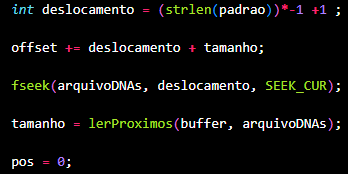 int deslocamento = (strlen(padrao))*-1 +1 ;
offset += deslocamento + tamanho;
fseek(arquivoDNAs, deslocamento, SEEK_CUR);
tamanho = lerProximos(buffer, arquivoDNAs);
pos = 0;